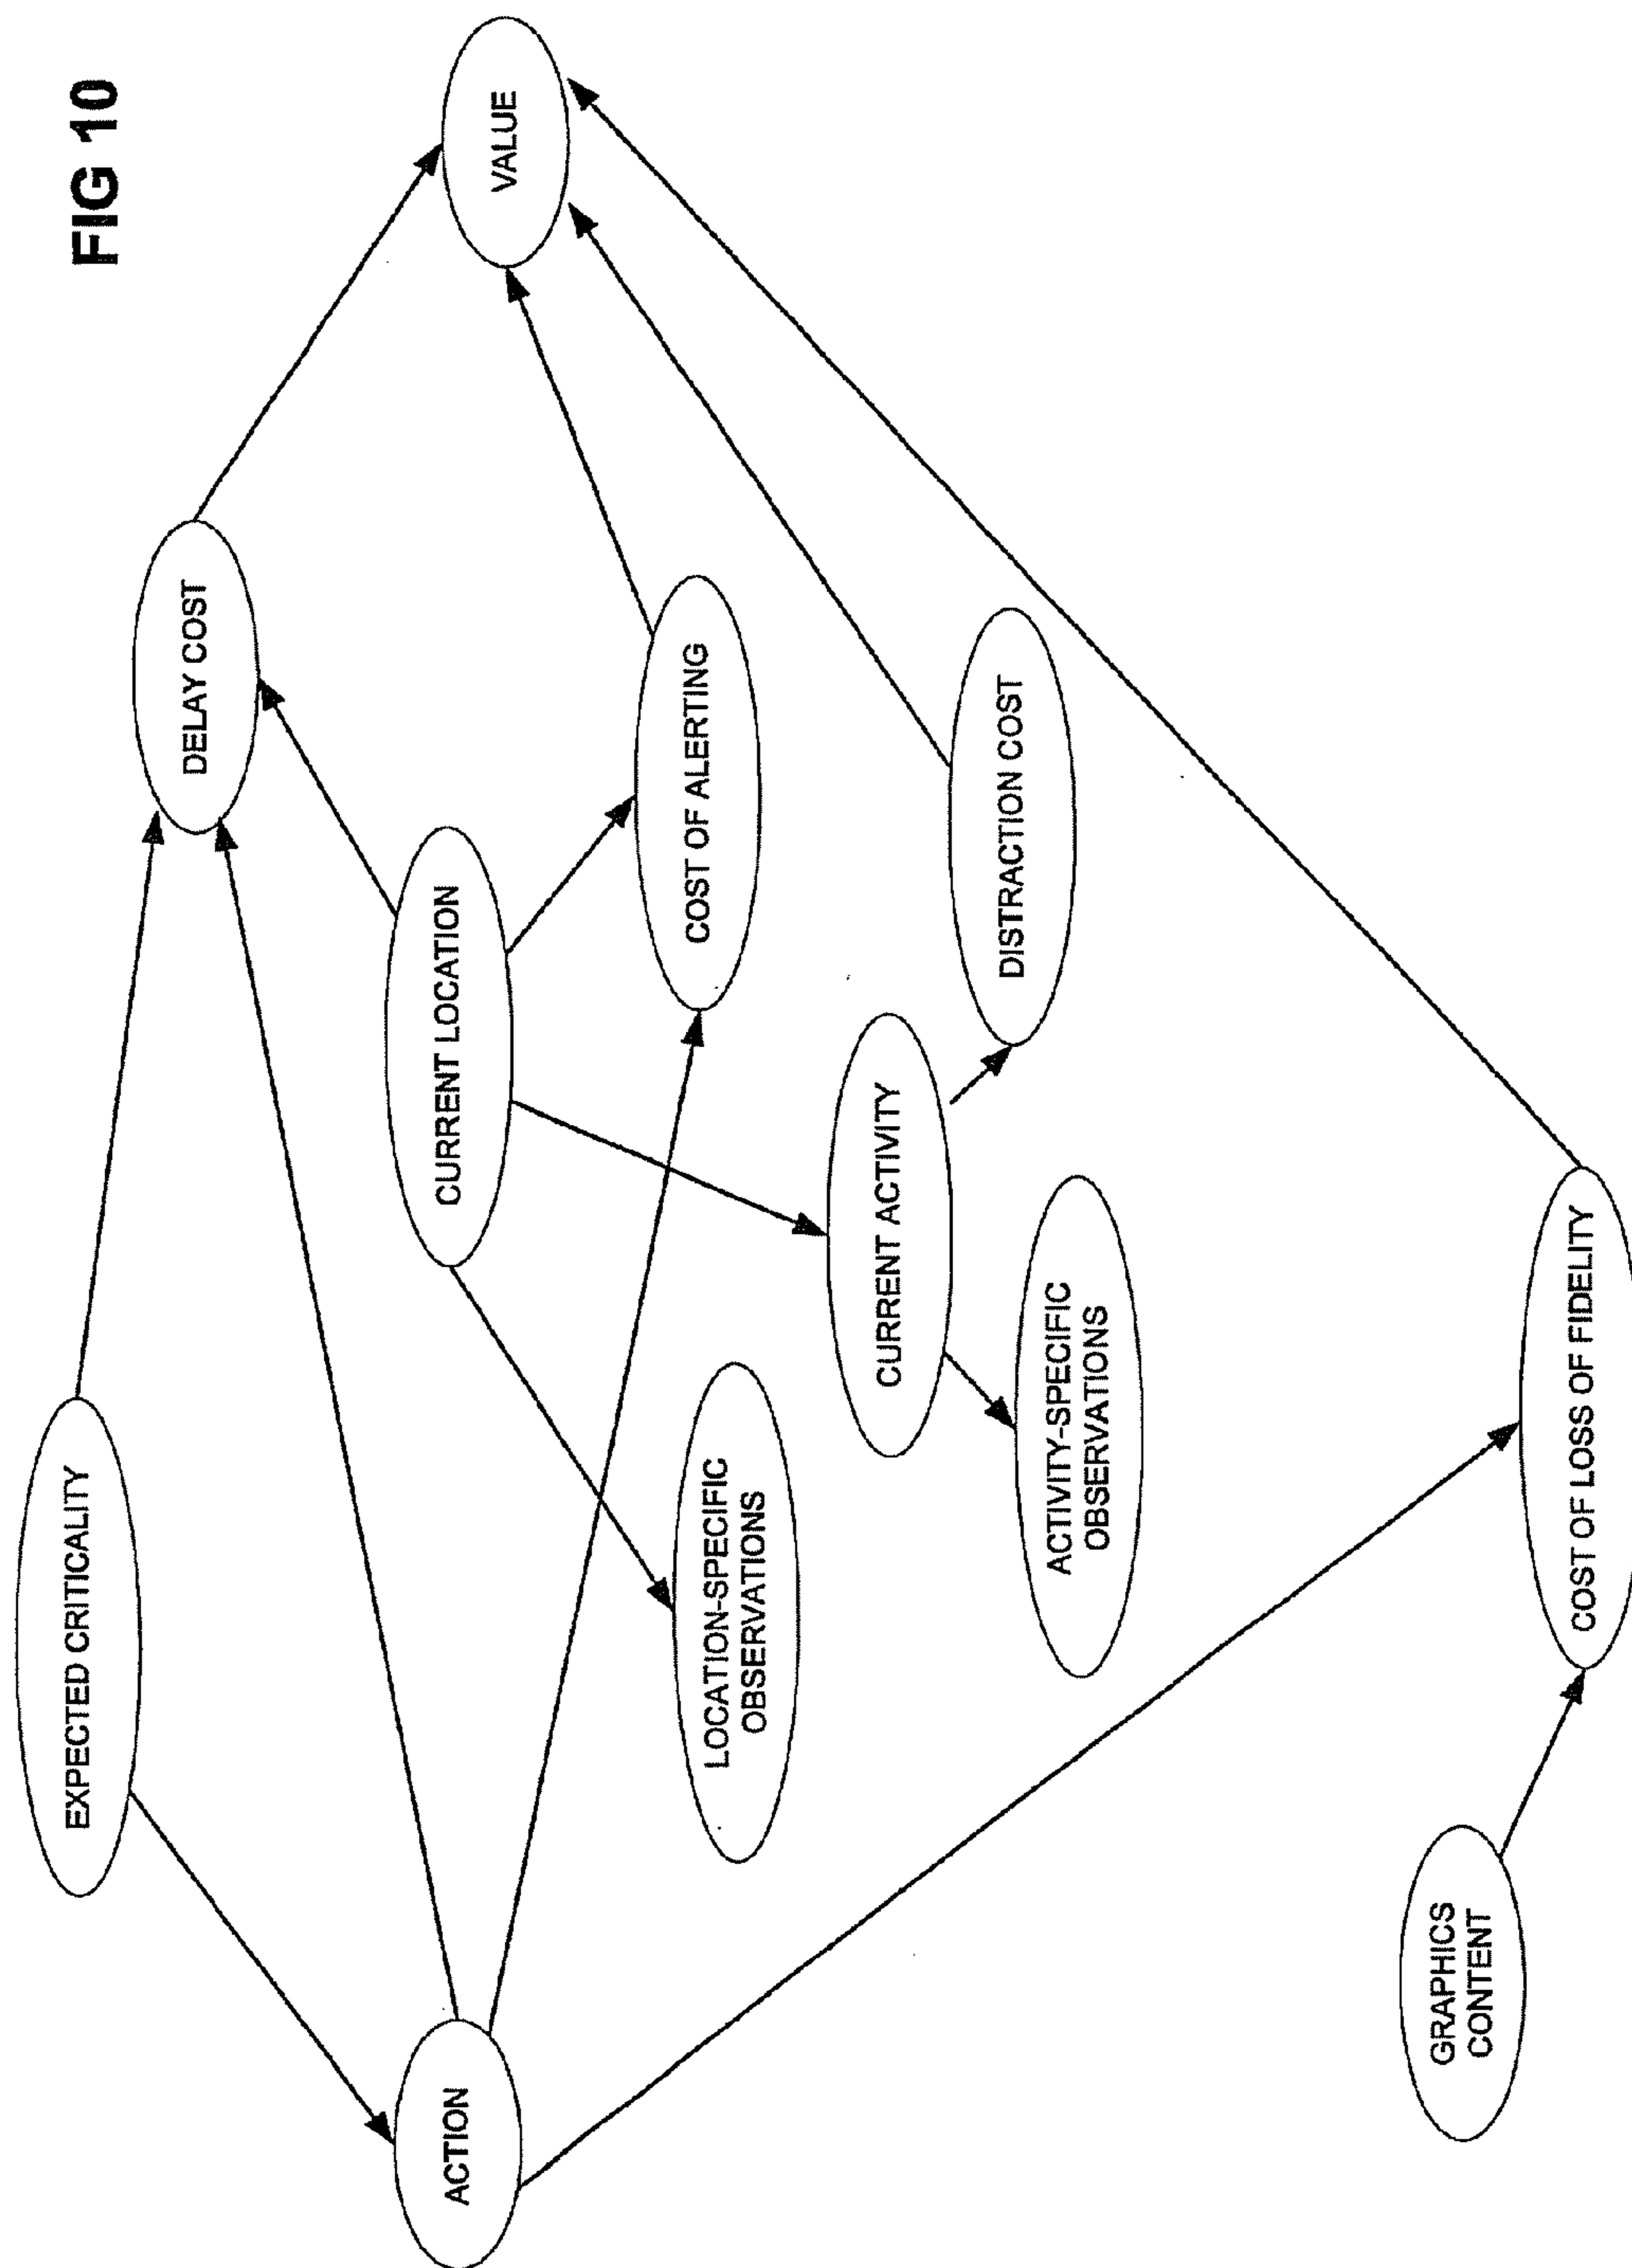 FIG 10
EXPECTED CRITICALITY
DELAY COST
ACTION
CURRENT LOCATION
VALUE
LOCATION-SPECIFIC
OBSERVATIONS
COST OF ALERTING
CURRENT ACTIVITY
ACTIVITY-SPECIFIC
OBSERVATIONS
DISTRACTION COST
GRAPHICS
CONTENT
COST OF LOSS OF FIDELITY